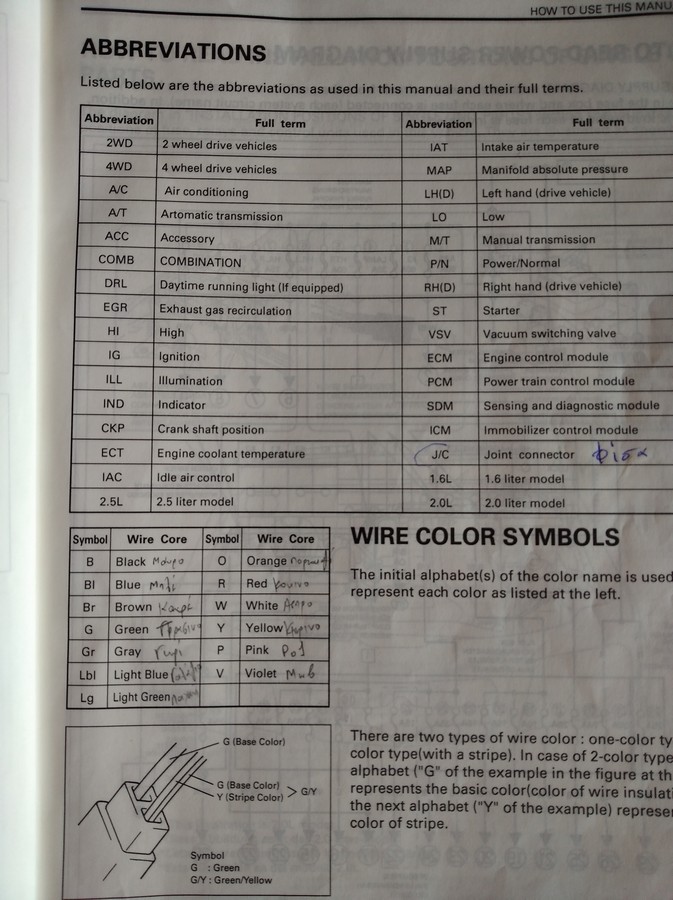 HOW TO USE THIS MANU
ABBREVIATIONS
Listed below are the abbreviations as used in this manual and their full terms.
Abbreviation Full term Abbreviation Full term
2WD 2 wheel drive vehicles IAT Intake air temperature
4WD 4 wheel drive vehicles MAP Manifold absolute pressure
A/C Air conditioning LH(D) Left hand (drive vehicle)
A/T Artomatic transmission LO Low
ACC Accessory M/T Manual transmission
COMB COMBINATION P/N Power/Normal
DRL Daytime running light (If equipped) RH(D) Right hand (drive vehicle)
EGR Exhaust gas recirculation ST Starter
HI High VSV Vacuum switching valve
IG Ignition ECM Engine control module
ILL Illumination PCM Power train control module
IND Indicator SDM Sensing and diagnostic module
CKP Crank shaft position ICM Immobilizer control module
ECT Engine coolant temperature J/C Joint connector φισα
IAC Idle air control 1.6L 1.6 liter model
2.5L 2.5 liter model 2.0L 2.0 liter model
Symbol Wire Core Symbol Wire Core
B Black Μαυρο O Orange
Bl Blue Μπλέ R Red Κοκινο
Br Brown Καφέ W White Ασπρο
G Green Πρασινο Y Yellow Κιτρινο
Gr Gray Γκρί P Pink Ροζ
Lbl Light Blue V Violet Μωβ
Lg Light Green
WIRE COLOR SYMBOLS
The initial alphabet(s) of the color name is used
represent each color as listed at the left.
G (Base Color)
G (Base Color)
Y (Stripe Color) > G/Y
Symbol
G : Green
G/Y : Green/Yellow
There are two types of wire color : one-color ty
color type(with a stripe). In case of 2-color type
alphabet ("G" of the example in the figure at th
represents the basic color(color of wire insulati
the next alphabet ("Y" of the example) represe
color of stripe.